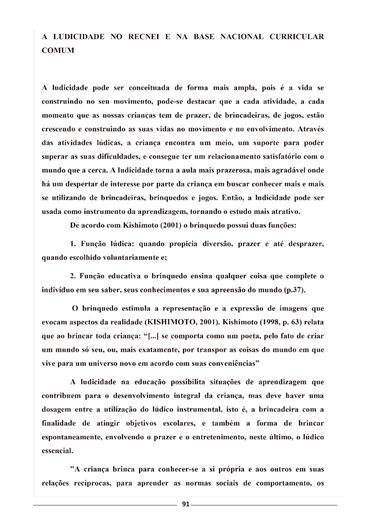 A LUDICIDADE NO RECNEI E NA BASE NACIONAL CURRICULAR
COMUM
A ludicidade pode ser conceituada de forma mais ampla, pois é a vida se
construindo no seu movimento, pode-se destacar que a cada atividade, a cada
momento que as nossas crianças tem de prazer, de brincadeiras, de jogos, estão
crescendo e construindo as suas vidas no movimento e no envolvimento. Através
das atividades lúdicas, a criança encontra um meio, um suporte para poder
superar as suas dificuldades, e consegue ter um relacionamento satisfatório com o
mundo que a cerca. A ludicidade torna a aula mais prazerosa, mais agradável onde
há um despertar de interesse por parte da criança em buscar conhecer mais e mais
se utilizando de brincadeiras, brinquedos e jogos. Então, a ludicidade pode ser
usada como instrumento da aprendizagem, tornando o estudo mais atrativo.
De acordo com Kishimoto (2001) o brinquedo possui duas funções:
1. Função lúdica: quando propicia diversão, prazer e até desprazer,
quando escolhido voluntariamente e;
2. Função educativa o brinquedo ensina qualquer coisa que complete o
indivíduo em seu saber, seus conhecimentos e sua apreensão do mundo (p.37).
O brinquedo estimula a representação e a expressão de imagens que
evocam aspectos da realidade (KISHIMOTO, 2001). Kishimoto (1998, p. 63) relata
que ao brincar toda criança: “[...] se comporta como um poeta, pelo fato de criar
um mundo só seu, ou, mais exatamente, por transpor as coisas do mundo em que
vive para um universo novo em acordo com suas conveniências"
A ludicidade na educação possibilita situações de aprendizagem que
contribuem para o desenvolvimento integral da criança, mas deve haver uma
dosagem entre a utilização do lúdico instrumental, isto é, a brincadeira com a
finalidade de atingir objetivos escolares, e também a forma de brincar
espontaneamente, envolvendo o prazer e o entretenimento, neste último, o lúdico
essencial.
"A criança brinca para conhecer-se a si própria e aos outros em suas
relações recíprocas, para aprender as normas sociais de comportamento, os
91